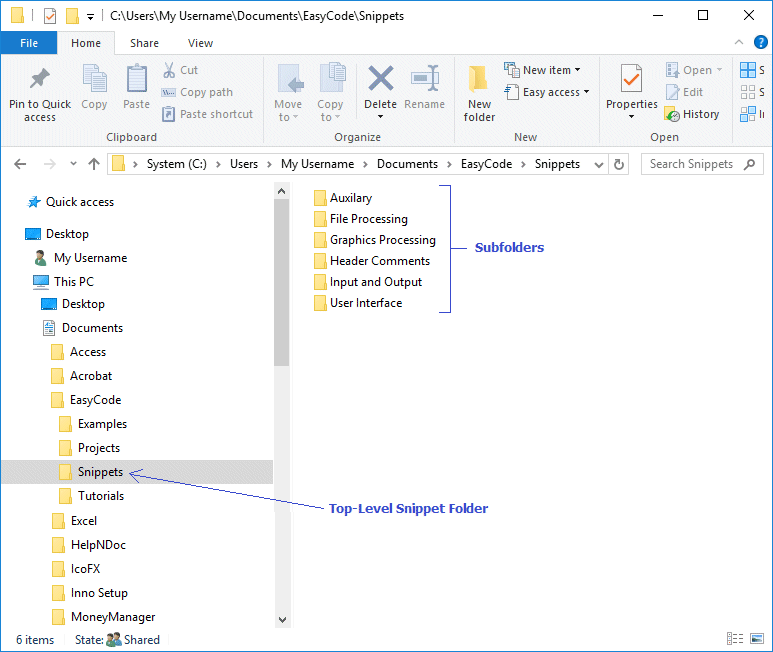 C:\Users\My Username\Documents\EasyCode\Snippets
File Home Share View
Pin to Quick access
Copy
Paste
Cut
Copy path
Paste shortcut
Clipboard
Move to
Copy to
Delete
Rename
Organize
New folder
New item
Easy access
New
Properties
Open
Edit
History
Open
S
S
In
System (C:) Users My Username Documents EasyCode Snippets
Search Snippets
Quick access
Desktop
My Username
This PC
Desktop
Documents
Access
Acrobat
EasyCode
Examples
Projects
Snippets
Tutorials
Excel
HelpNDoc
IcoFX
Inno Setup
MoneyManager
Auxilary
File Processing
Graphics Processing
Header Comments
Input and Output
User Interface
Subfolders
Top-Level Snippet Folder
6 items State: Shared